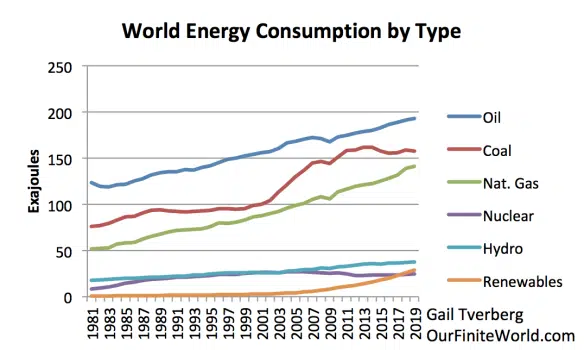 World Energy Consumption by Type
250
200
150
100
50
0
Exajoules
1981
1983
1985
1987
1989
1991
1993
1995
1997
1999
2001
2003
2005
2007
2009
2011
2013
2015
2017
2019
Oil
Coal
Nat. Gas
Nuclear
Hydro
Renewables
Gail Tverberg
OurFiniteWorld.com